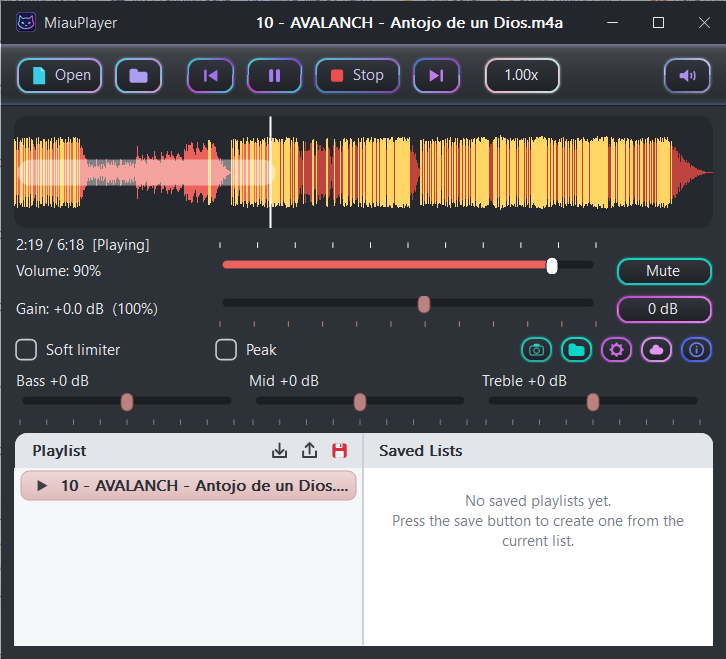 MiauPlayer
10 - AVALANCH - Antojo de un Dios.m4a
Open
Stop
1.00x
2:19 / 6:18 [Playing]
Volume: 90%
Mute
Gain: +0.0 dB (100%)
0 dB
Soft limiter
Peak
Bass +0 dB
Mid +0 dB
Treble +0 dB
Playlist
Saved Lists
10 - AVALANCH - Antojo de un Dios....
No saved playlists yet.
Press the save button to create one from the
current list.